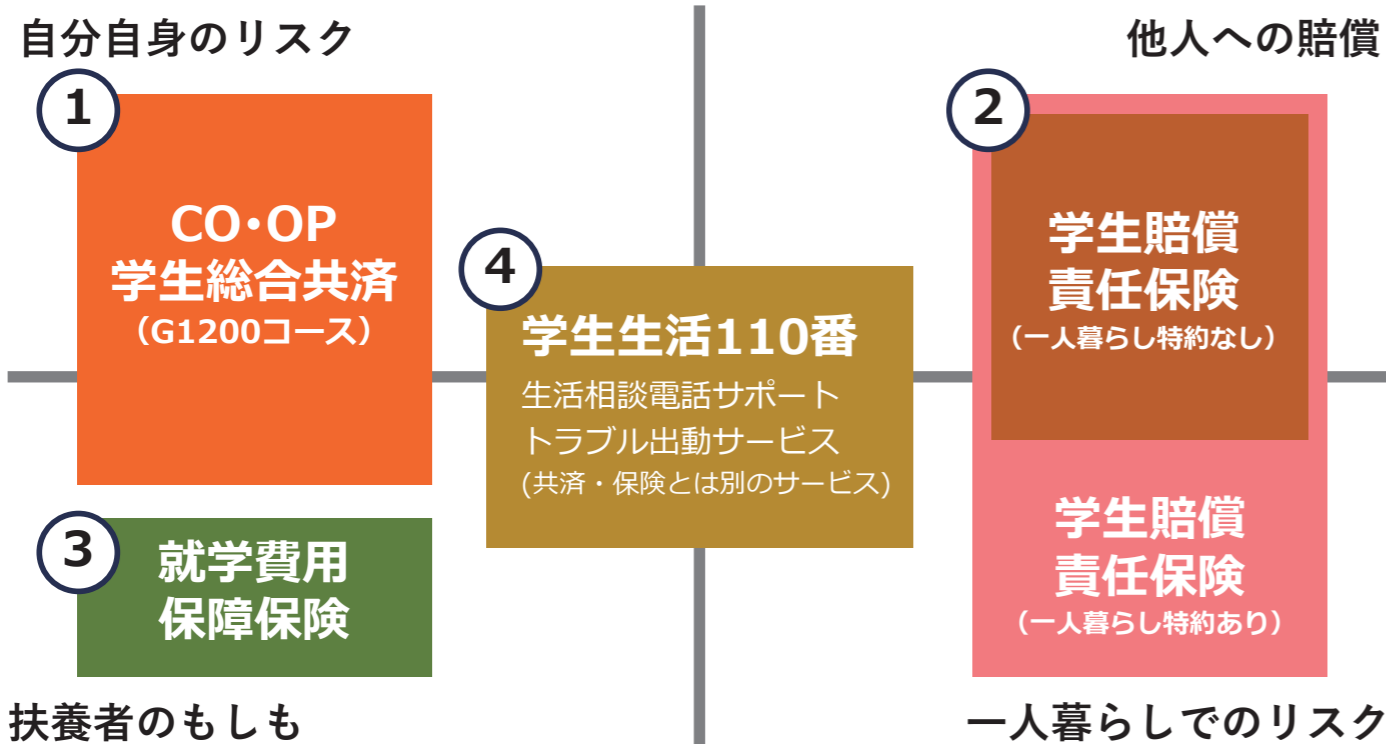 自分自身のリスク
他人への賠償
1
CO・OP
学生総合共済
（G1200コース）
2
学生賠償
責任保険
（一人暮らし特約なし）
4
学生生活110番
生活相談電話サポート
トラブル出動サービス
(共済・保険とは別のサービス)
3
就学費用
保障保険
学生賠償
責任保険
（一人暮らし特約あり）
扶養者のもしも
一人暮らしでのリスク